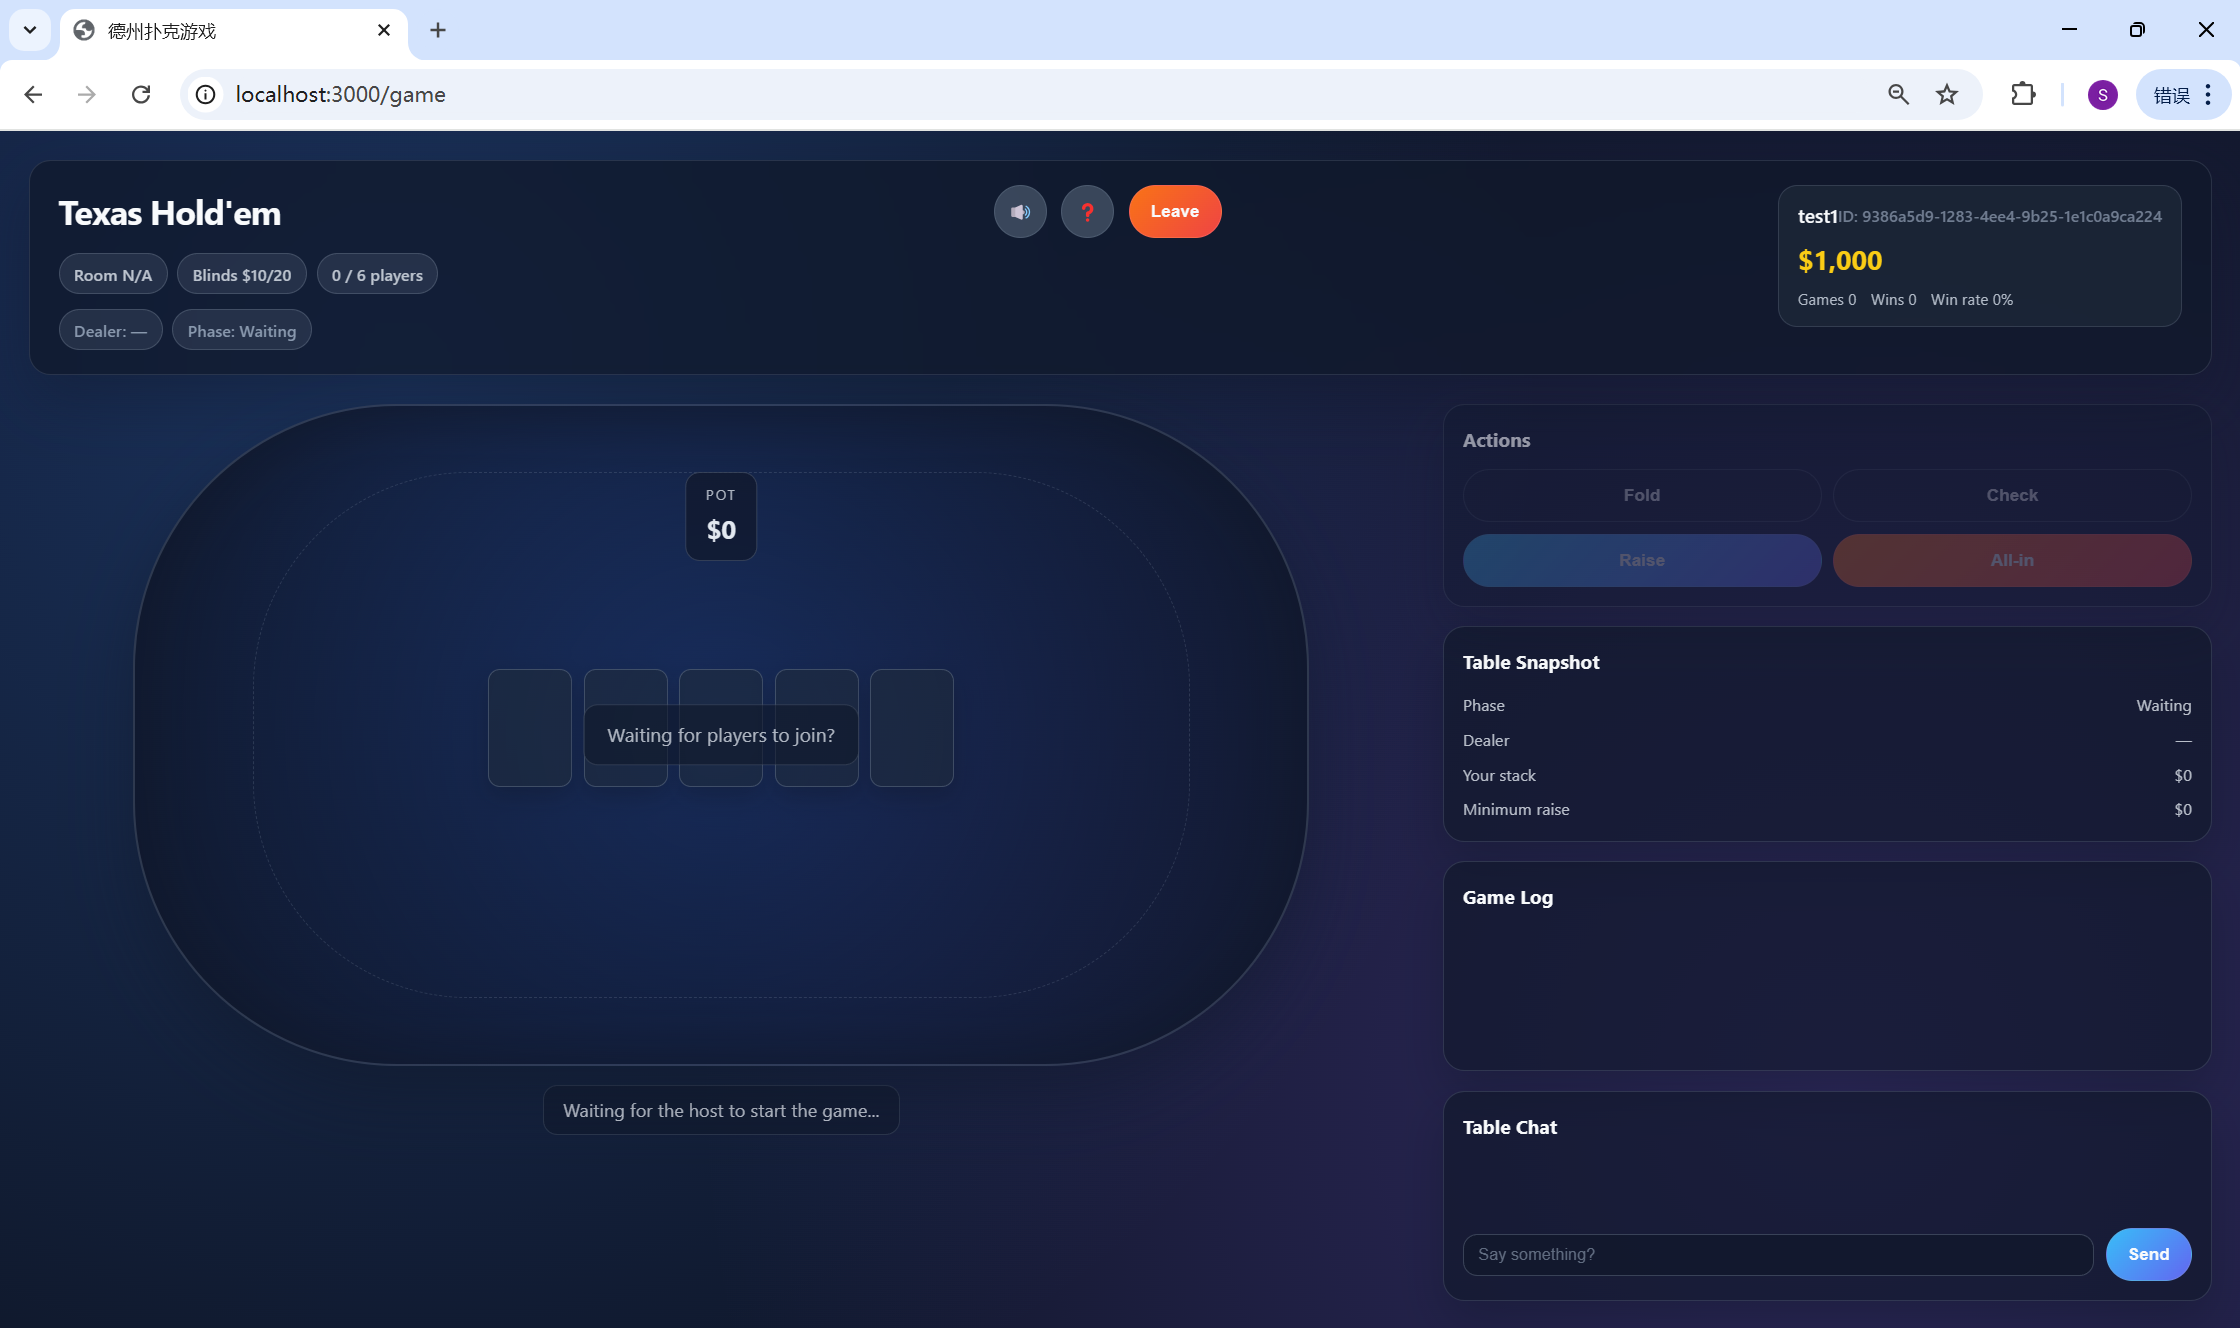 德州扑克游戏
localhost:3000/game
S
错误
Texas Hold'em
Leave
Room N/A
Blinds $10/20
0 / 6 players
Dealer: —
Phase: Waiting
test1ID: 9386a5d9-1283-4ee4-9b25-1e1c0a9ca224
$1,000
Games 0 Wins 0 Win rate 0%
POT
$0
Waiting for players to join?
Waiting for the host to start the game...
Actions
Fold
Check
Raise
All-in
Table Snapshot
Phase Waiting
Dealer —
Your stack $0
Minimum raise $0
Game Log
Table Chat
Say something?
Send